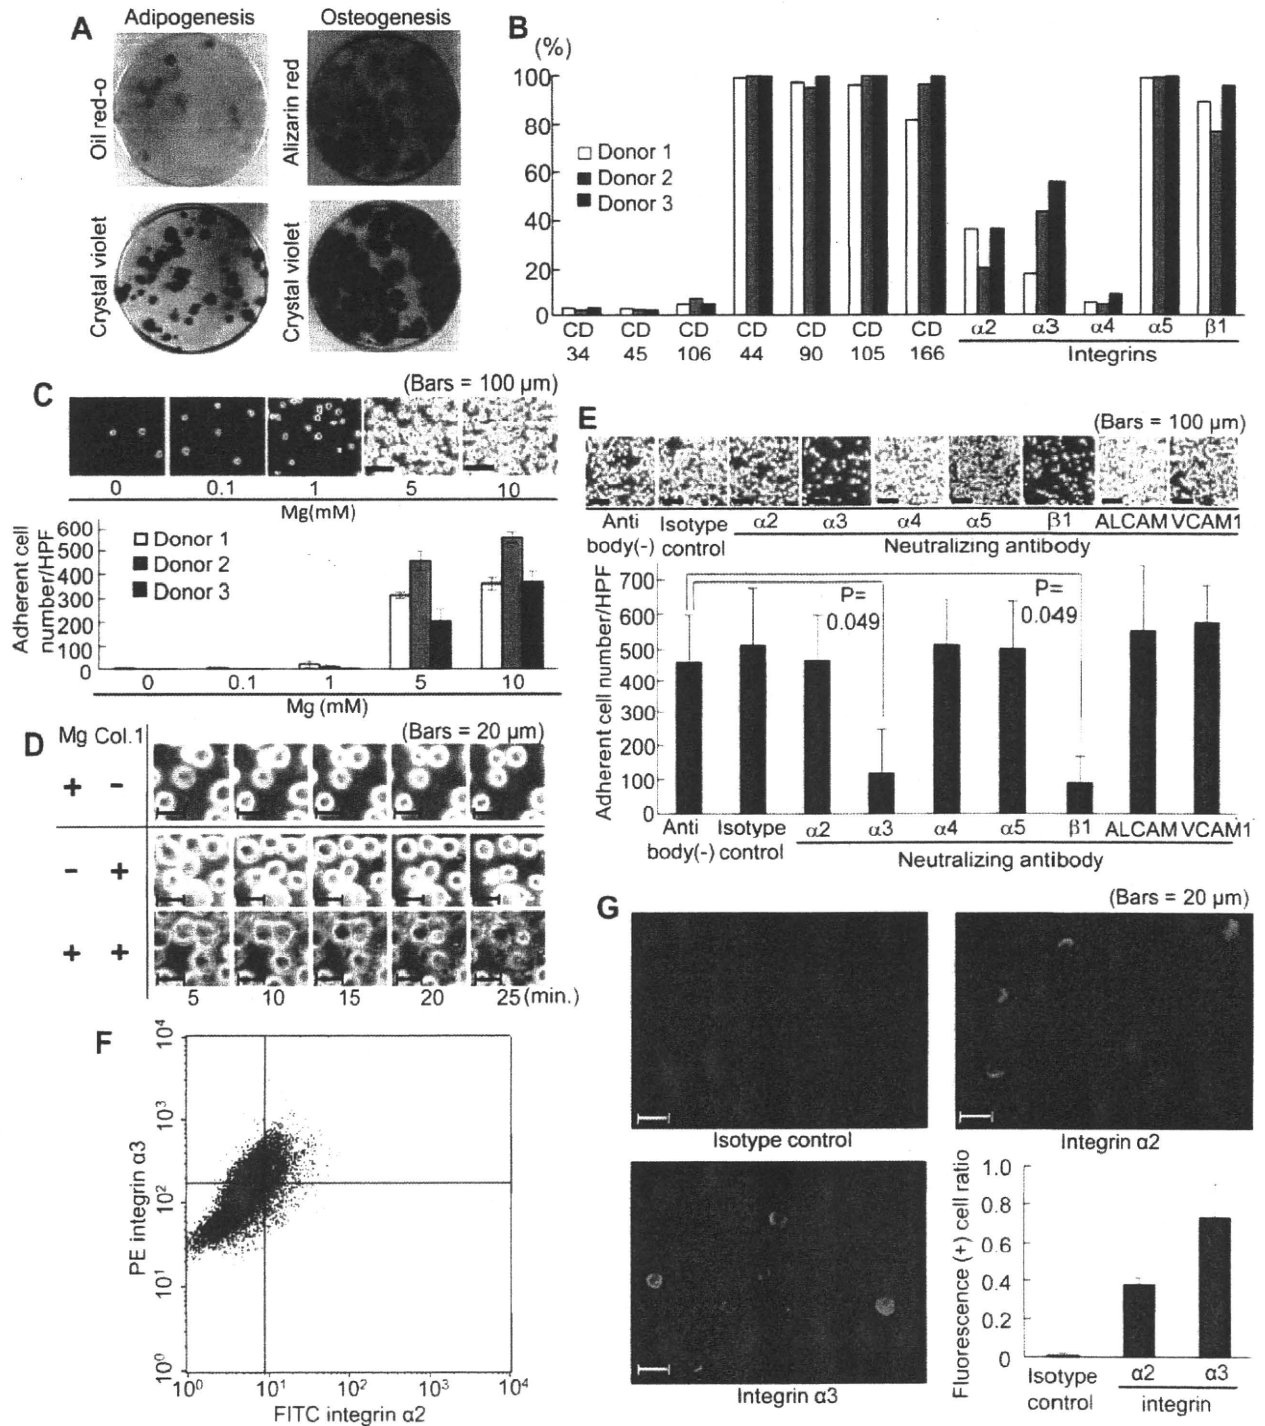 A
Adipogenesis
Osteogenesis
Oil red-o
Alizarin red
Crystal violet
Crystal violet
B
(%)
100
80
60
40
20
0
Donor 1
Donor 2
Donor 3
CD CD CD CD CD CD CD α2 α3 α4 α5 β1
34 45 106 44 90 105 166 Integrins
C
(Bars = 100 µm)
0 0.1 1 5 10
Mg(mM)
Adherent cell
number/HPF
600
500
400
300
200
100
0
Donor 1
Donor 2
Donor 3
0 0.1 1 5 10
Mg (mM)
D
Mg Col.1
(Bars = 20 µm)
+ -
- +
+ +
5 10 15 20 25 (min.)
E
(Bars = 100 µm)
Anti Isotype α2 α3 α4 α5 β1 ALCAM VCAM1
body(-) control Neutralizing antibody
Adherent cell number/HPF
700
600
500
400
300
200
100
0
P=
0.049
P=
0.049
Anti Isotype α2 α3 α4 α5 β1 ALCAM VCAM1
body(-) control Neutralizing antibody
F
PE integrin α3
10⁴
10³
10²
10¹
10⁰
10⁰ 10¹ 10² 10³ 10⁴
FITC integrin α2
G
(Bars = 20 µm)
Isotype control
Integrin α2
Integrin α3
Fluorescence (+) cell ratio
1.0
0.8
0.6
0.4
0.2
0
Isotype α2 α3
control integrin